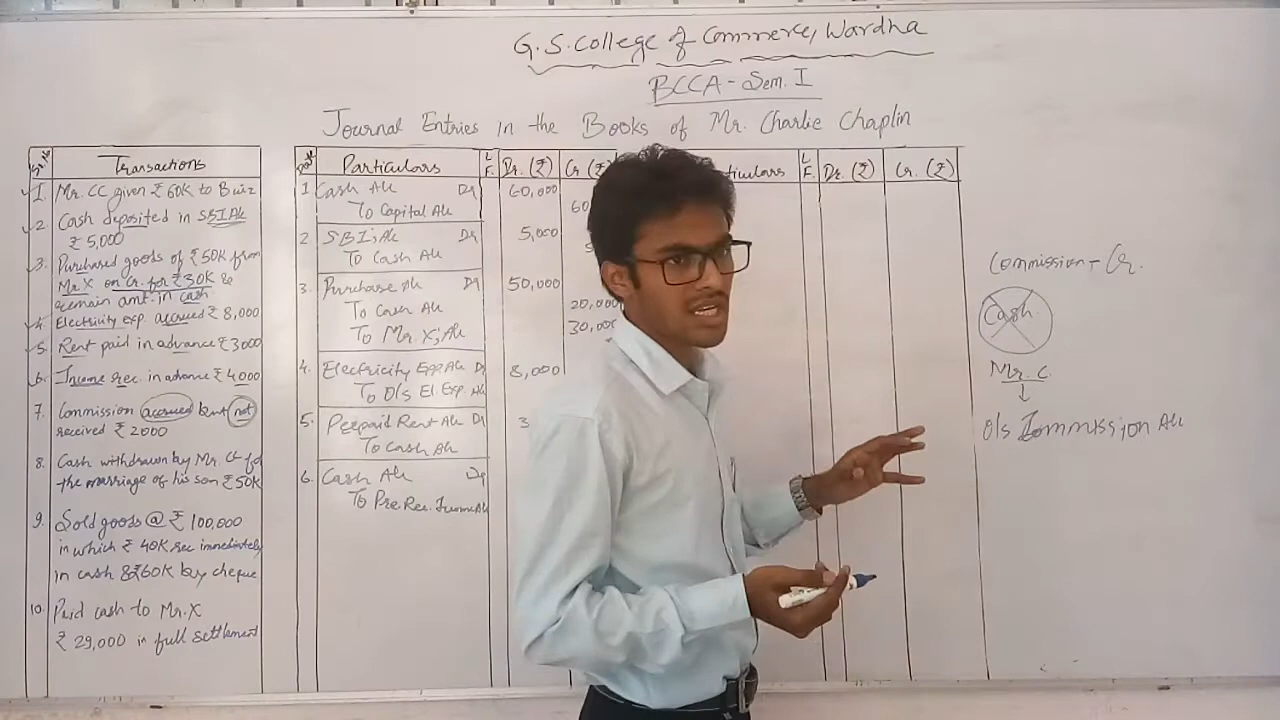 G.S. College of Commerce, Wardha
BCCA - Sem. I
Journal Entries in the Books of Mr. Charlie Chaplin
Sr. No
Transactions
1. Mr. CC given ₹ 60K to Buiz
2. Cash deposited in SBI A/c
₹ 5,000
3. Purchased goods of ₹ 50K from
Mr. X on Cr. for ₹ 30K &
remain amt. in cash
4. Electricity exp. accrued ₹ 8,000
5. Rent paid in advance ₹ 3000
6. Income rec. in advance ₹ 4000
7. Commission accrued but not
received ₹ 2000
8. Cash withdrawn by Mr. CC for
the marriage of his son ₹ 50K
9. Sold goods @ ₹ 100,000
in which ₹ 40K rec immediately
in cash & ₹ 60K by cheque
10. Paid cash to Mr. X
₹ 29,000 in full settlement
Date Particulars L.F. Dr. (₹) Cr (₹)
1 Cash A/c Dr 60,000
To Capital A/c 60
2 SBI's A/c Dr 5,000
To Cash A/c
3. Purchase A/c Dr 50,000
To Cash A/c 20,000
To Mr. X's A/c 30,000
4. Electricity Exp A/c Dr 8,000
To O/s El. Exp. A/c
5. Prepaid Rent A/c Dr 3
To Cash A/c
6. Cash A/c Dr
To Pre. Rec. Income A/c
ticulars L.F. Dr. (₹) Cr. (₹)
Commission - Cr.
Cash
Mr. C.
↓
O/s Commission A/c